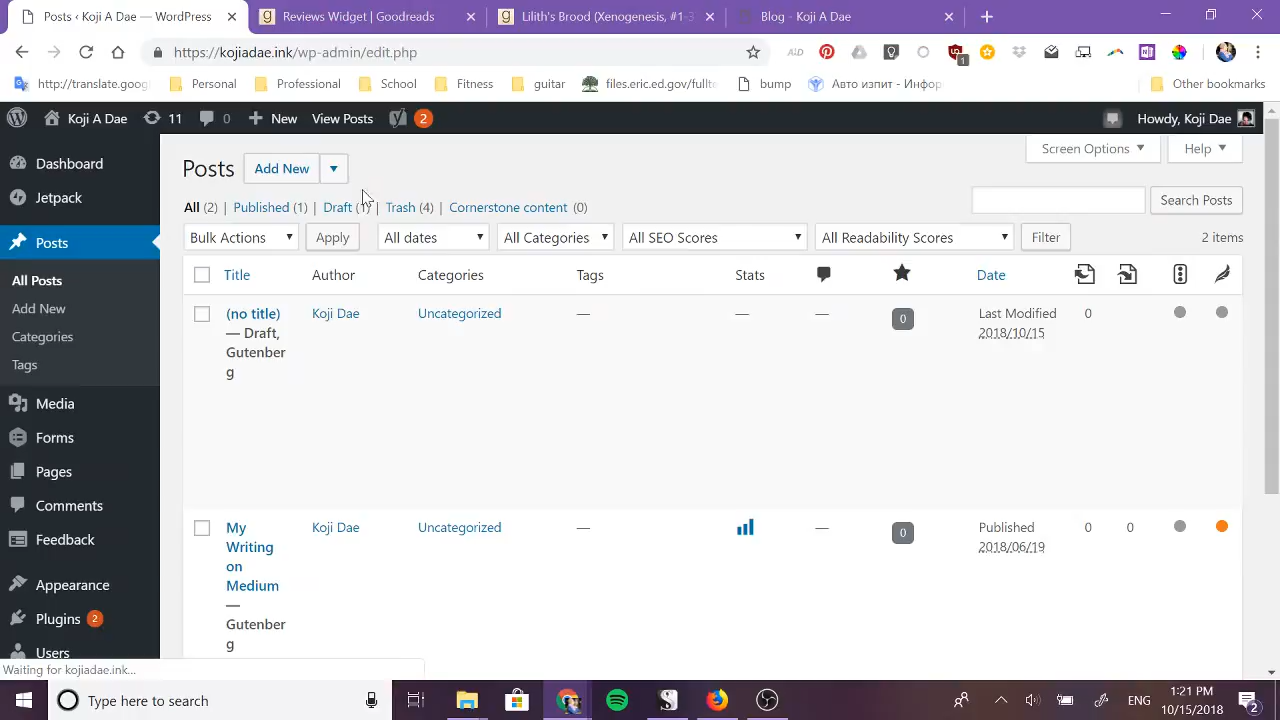 Posts ‹ Koji A Dae — WordPress
Reviews Widget | Goodreads
Lilith's Brood (Xenogenesis, #1-3
Blog - Koji A Dae
https://kojiadae.ink/wp-admin/edit.php
1
http://translate.goog
Personal
Professional
School
Fitness
guitar
files.eric.ed.gov/fullte
bump
Авто изпит - Инфор
Other bookmarks
Koji A Dae
11
0
New
View Posts
2
Howdy, Koji Dae
Dashboard
Jetpack
Posts
All Posts
Add New
Categories
Tags
Media
Forms
Pages
Comments
Feedback
Appearance
Plugins 2
Users
Posts
Add New
Screen Options
Help
All (2) | Published (1) | Draft (1) | Trash (4) | Cornerstone content (0)
Search Posts
Bulk Actions
Apply
All dates
All Categories
All SEO Scores
All Readability Scores
Filter
2 items
Title
Author
Categories
Tags
Stats
Date
(no title)
— Draft,
Gutenber
g
Koji Dae
Uncategorized
—
—
—
0
Last Modified
2018/10/15
0
My
Writing
on
Medium
—
Gutenber
g
Koji Dae
Uncategorized
—
—
0
Published
2018/06/19
0
0
Waiting for kojiadae.ink...
Type here to search
ENG
1:21 PM
10/15/2018
2